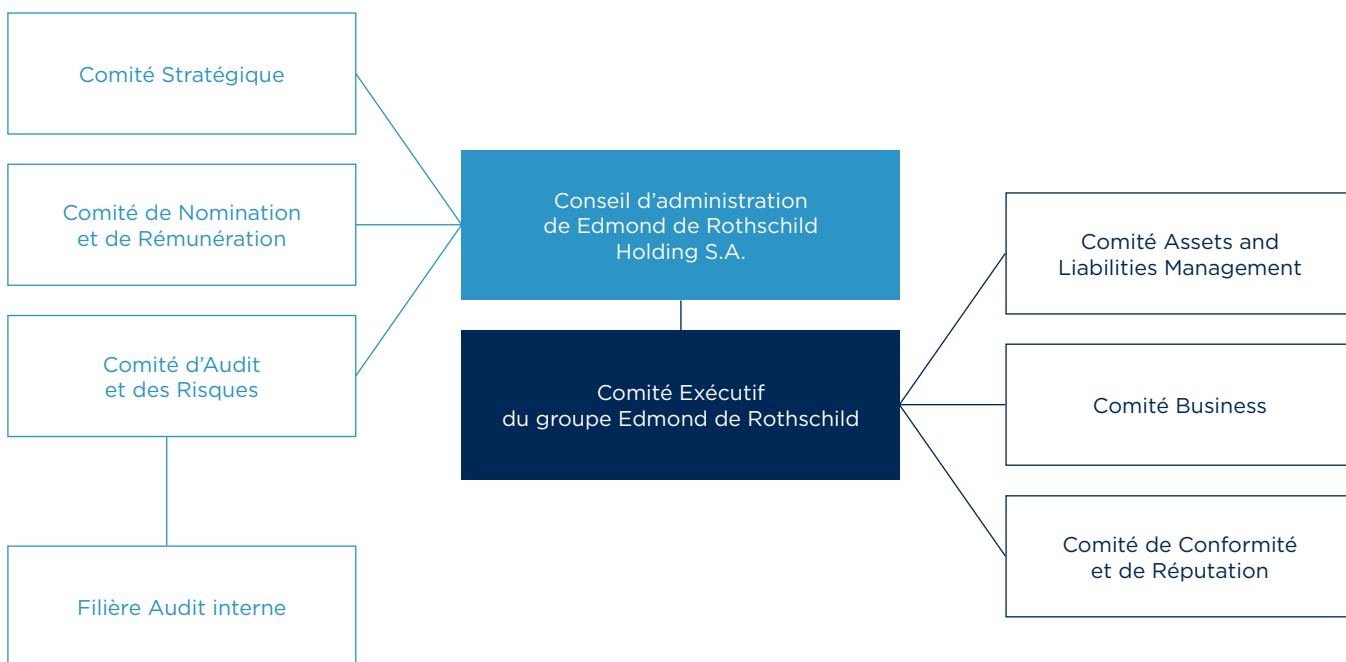 Comité Stratégique
Comité de Nomination
et de Rémunération
Comité d’Audit
et des Risques
Filière Audit interne
Conseil d’administration
de Edmond de Rothschild
Holding S.A.
Comité Exécutif
du groupe Edmond de Rothschild
Comité Assets and
Liabilities Management
Comité Business
Comité de Conformité
et de Réputation